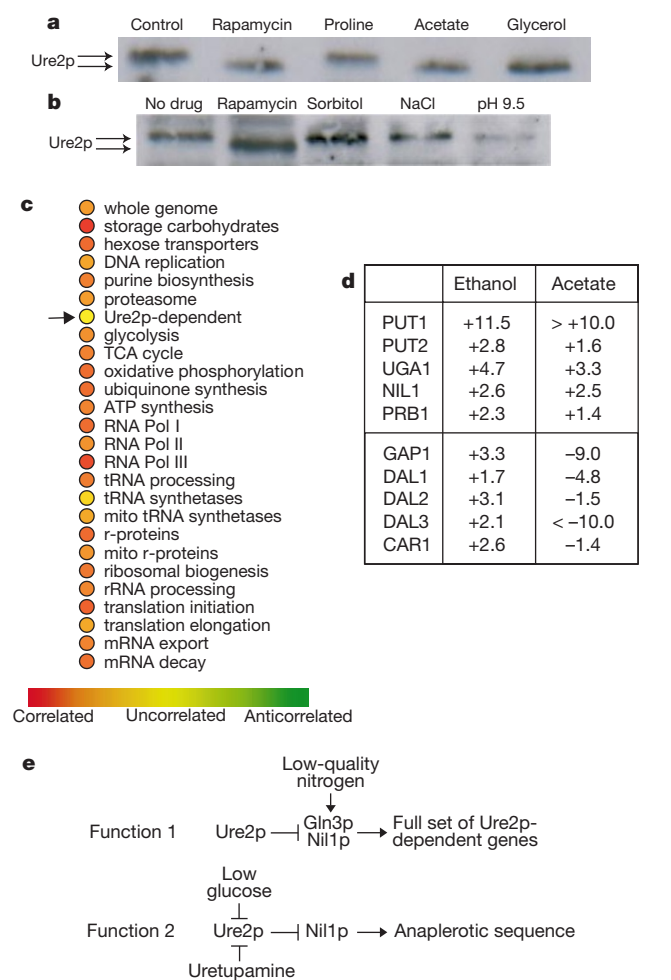 a
Control Rapamycin Proline Acetate Glycerol
Ure2p
b
No drug Rapamycin Sorbitol NaCl pH 9.5
Ure2p
c
whole genome
storage carbohydrates
hexose transporters
DNA replication
purine biosynthesis
proteasome
Ure2p-dependent
glycolysis
TCA cycle
oxidative phosphorylation
ubiquinone synthesis
ATP synthesis
RNA Pol I
RNA Pol II
RNA Pol III
tRNA processing
tRNA synthetases
mito tRNA synthetases
r-proteins
mito r-proteins
ribosomal biogenesis
rRNA processing
translation initiation
translation elongation
mRNA export
mRNA decay
Correlated Uncorrelated Anticorrelated
d
Ethanol Acetate
PUT1 +11.5 > +10.0
PUT2 +2.8 +1.6
UGA1 +4.7 +3.3
NIL1 +2.6 +2.5
PRB1 +2.3 +1.4
GAP1 +3.3 –9.0
DAL1 +1.7 –4.8
DAL2 +3.1 –1.5
DAL3 +2.1 < –10.0
CAR1 +2.6 –1.4
e
Low-quality
nitrogen
Function 1 Ure2p Gln3p Full set of Ure2p-
Nil1p dependent genes
Low
glucose
Function 2 Ure2p Nil1p Anaplerotic sequence
Uretupamine